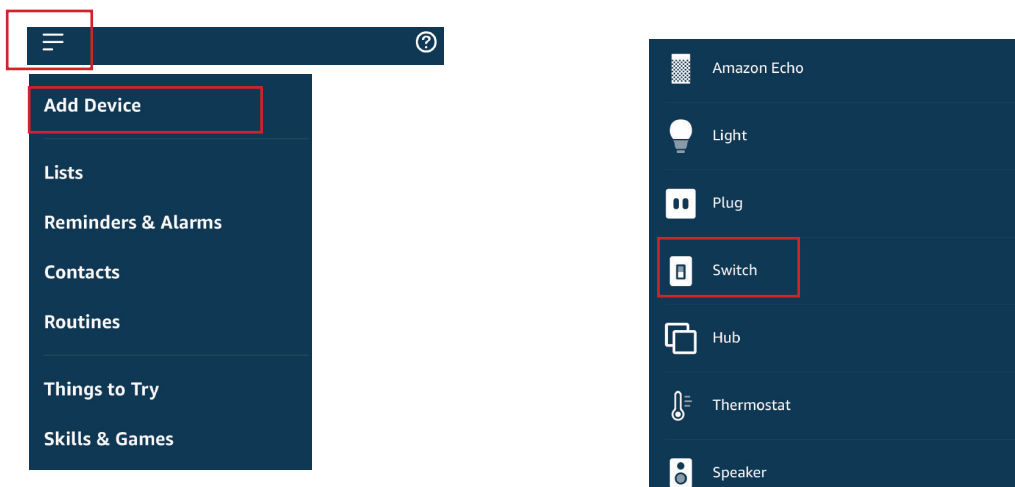 Add Device
Lists
Reminders & Alarms
Contacts
Routines
Things to Try
Skills & Games
Amazon Echo
Light
Plug
Switch
Hub
Thermostat
Speaker